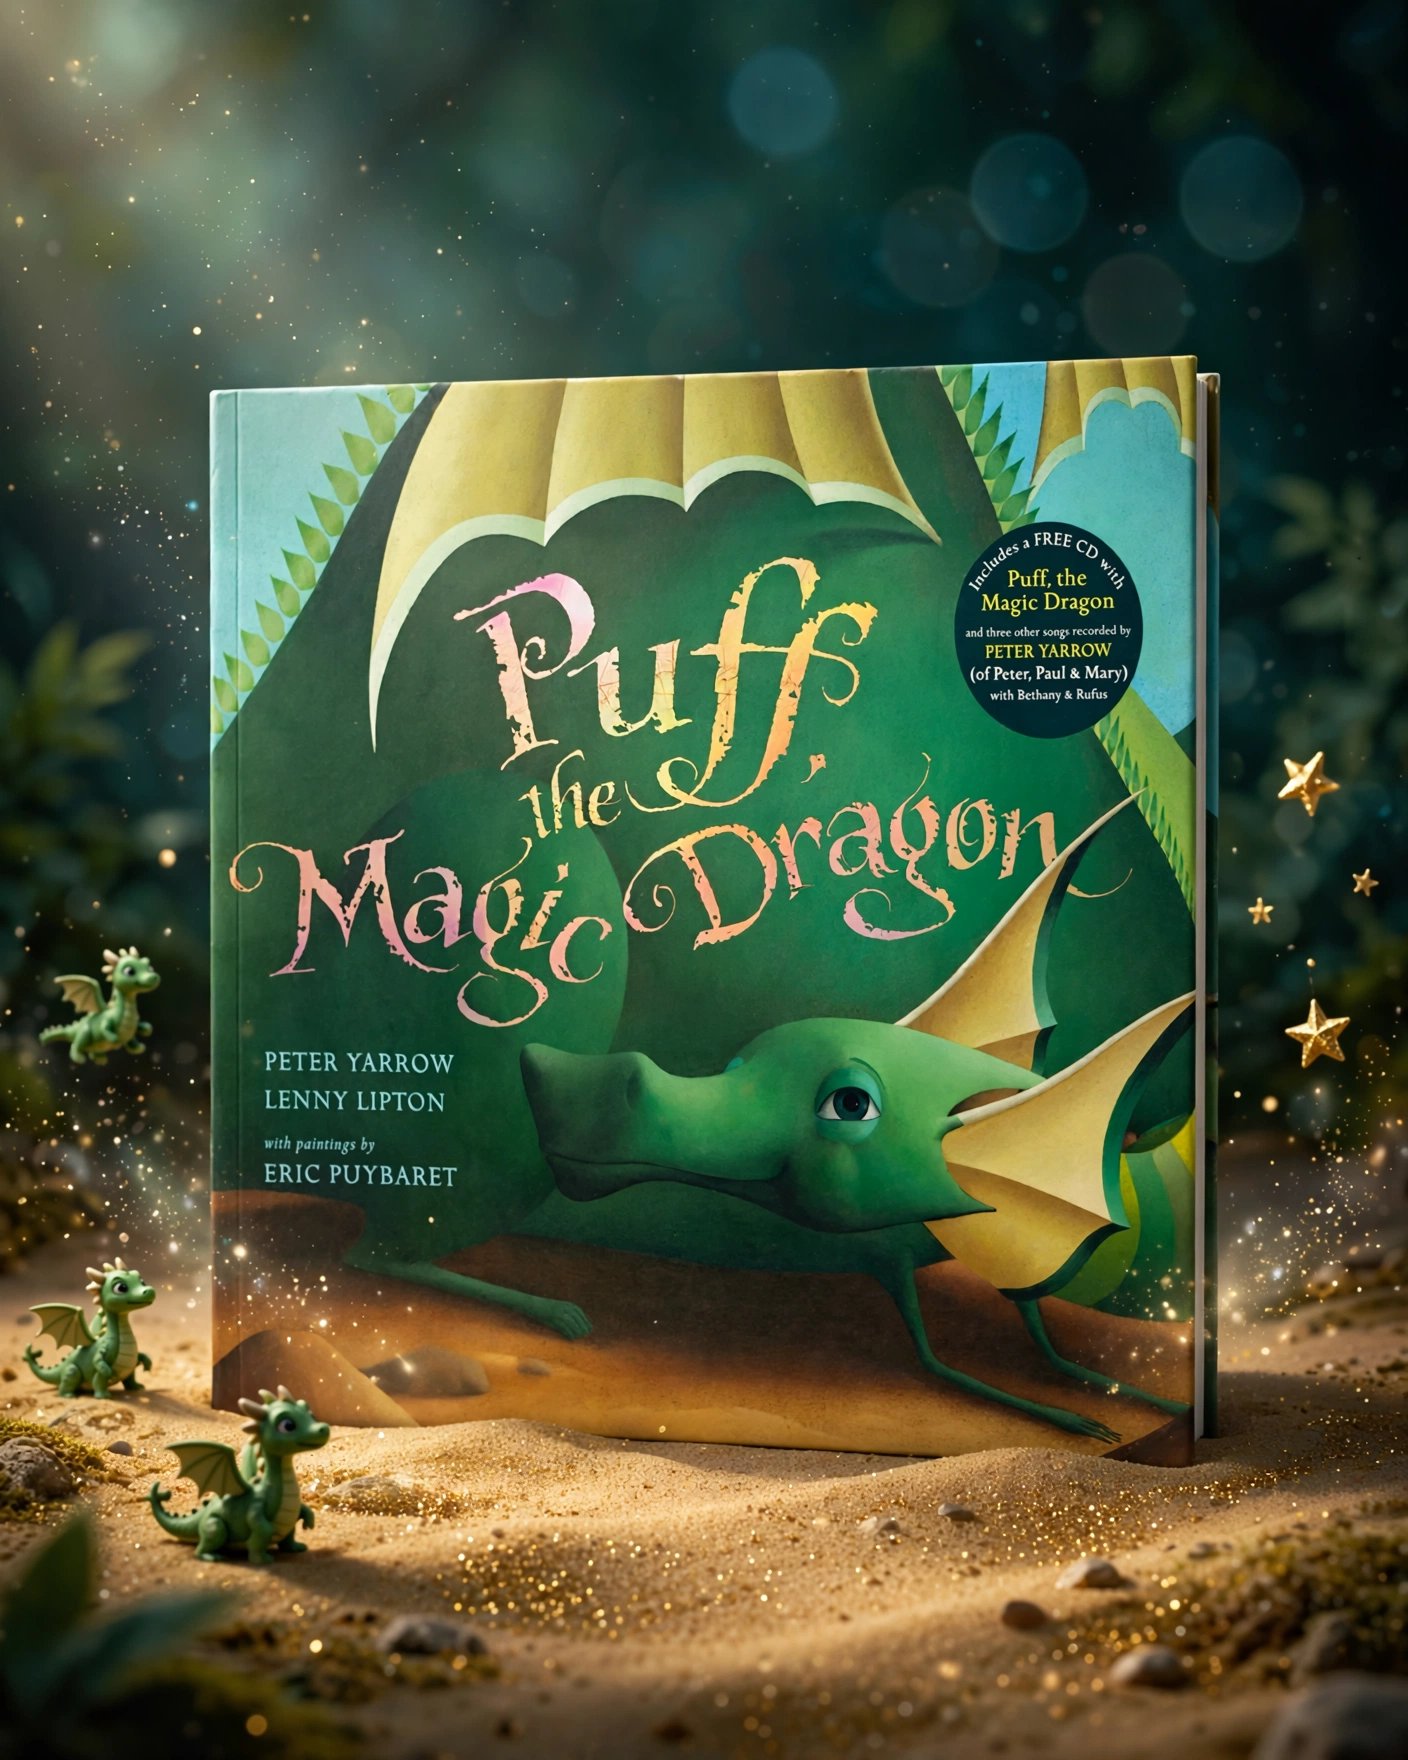 Puff,
the
Magic Dragon
Includes a FREE CD with
Puff, the
Magic Dragon
and three other songs recorded by
PETER YARROW
(of Peter, Paul & Mary)
with Bethany & Rufus
PETER YARROW
LENNY LIPTON
with paintings by
ERIC PUYBARET